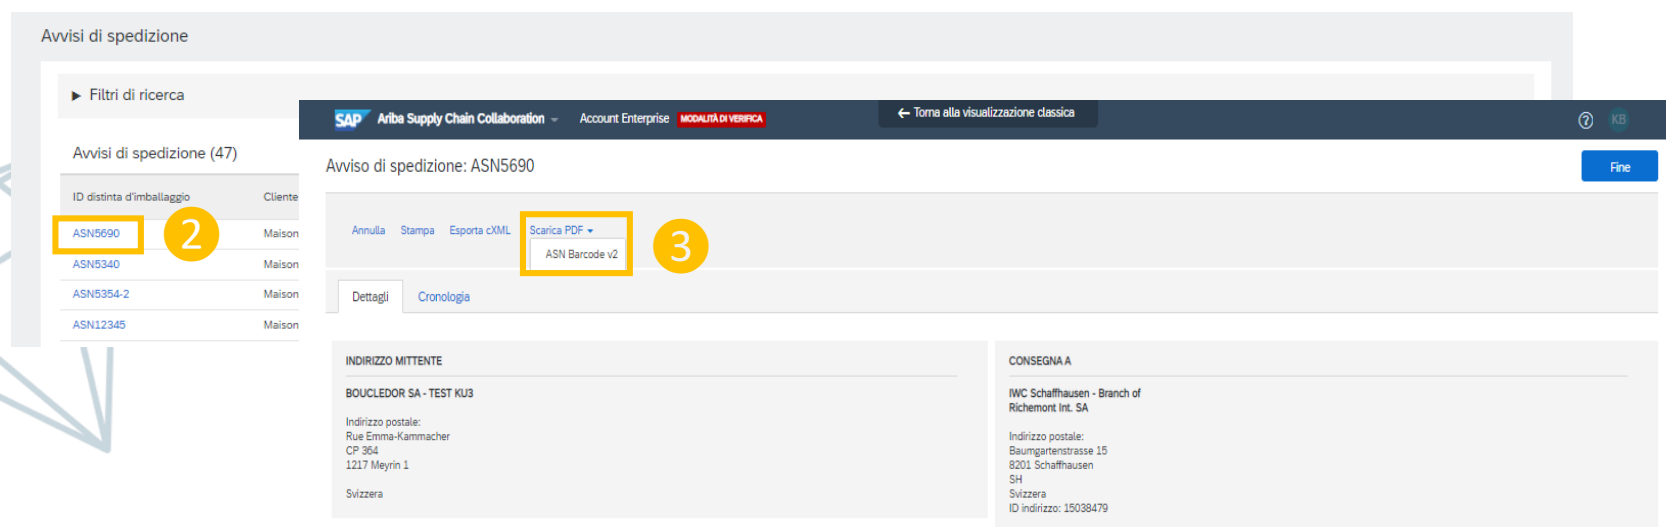 Avvisi di spedizione
▶ Filtri di ricerca
Avvisi di spedizione (47)
ID distinta d'imballaggio Cliente
ASN5690 Maison
ASN5340 Maison
ASN5354-2 Maison
ASN12345 Maison
2
SAP Ariba Supply Chain Collaboration Account Enterprise MODALITÀ DI VERIFICA ← Torna alla visualizzazione classica ? KB
Avviso di spedizione: ASN5690 Fine
Annulla Stampa Esporta cXML Scarica PDF
ASN Barcode v2
3
Dettagli Cronologia
INDIRIZZO MITTENTE
BOUCLEDOR SA - TEST KU3
Indirizzo postale:
Rue Emma-Kammacher
CP 364
1217 Meyrin 1
Svizzera
CONSEGNA A
IWC Schaffhausen - Branch of
Richemont Int. SA
Indirizzo postale:
Baumgartenstrasse 15
8201 Schaffhausen
SH
Svizzera
ID indirizzo: 15038479